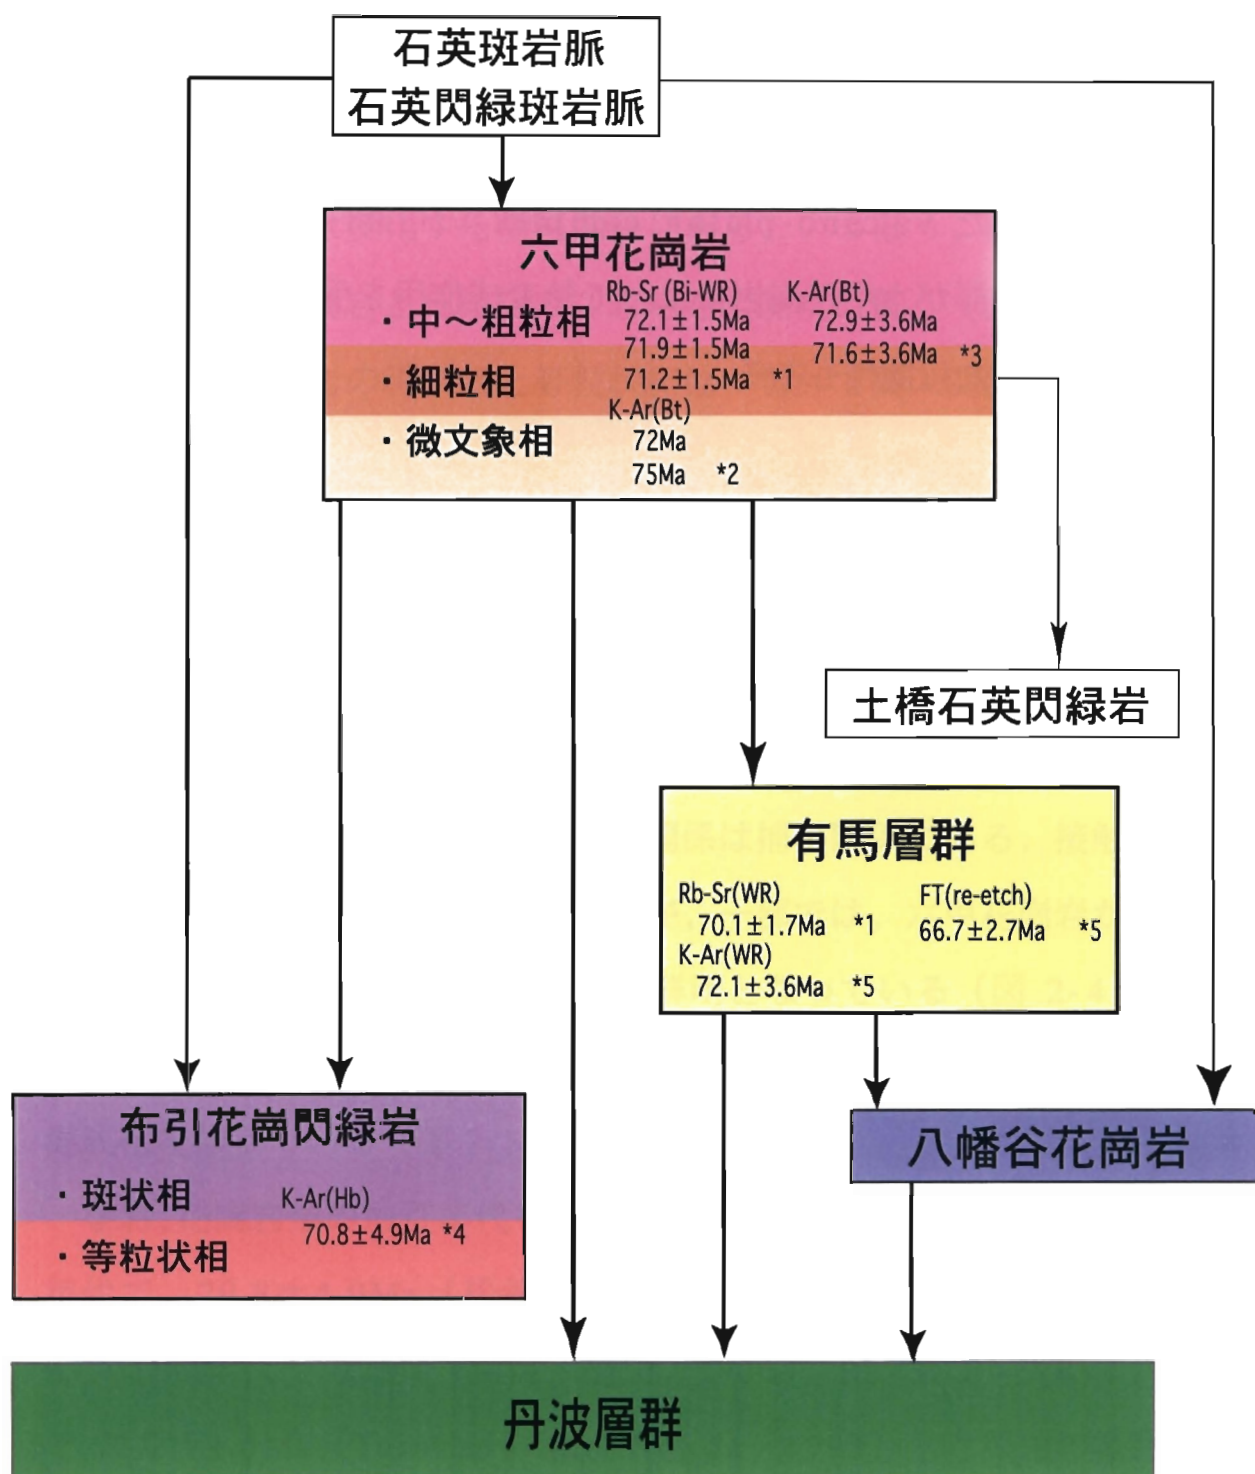 石英斑岩脈
石英閃緑斑岩脈
六甲花崗岩
Rb-Sr (Bi-WR) K-Ar(Bt)
・中～粗粒相 72.1±1.5Ma 72.9±3.6Ma
71.9±1.5Ma 71.6±3.6Ma *3
・細粒相 71.2±1.5Ma *1
K-Ar(Bt)
・微文象相 72Ma
75Ma *2
土橋石英閃緑岩
有馬層群
Rb-Sr(WR) FT(re-etch)
70.1±1.7Ma *1 66.7±2.7Ma *5
K-Ar(WR)
72.1±3.6Ma *5
布引花崗閃緑岩
・斑状相 K-Ar(Hb)
70.8±4.9Ma *4
・等粒状相
八幡谷花崗岩
丹波層群